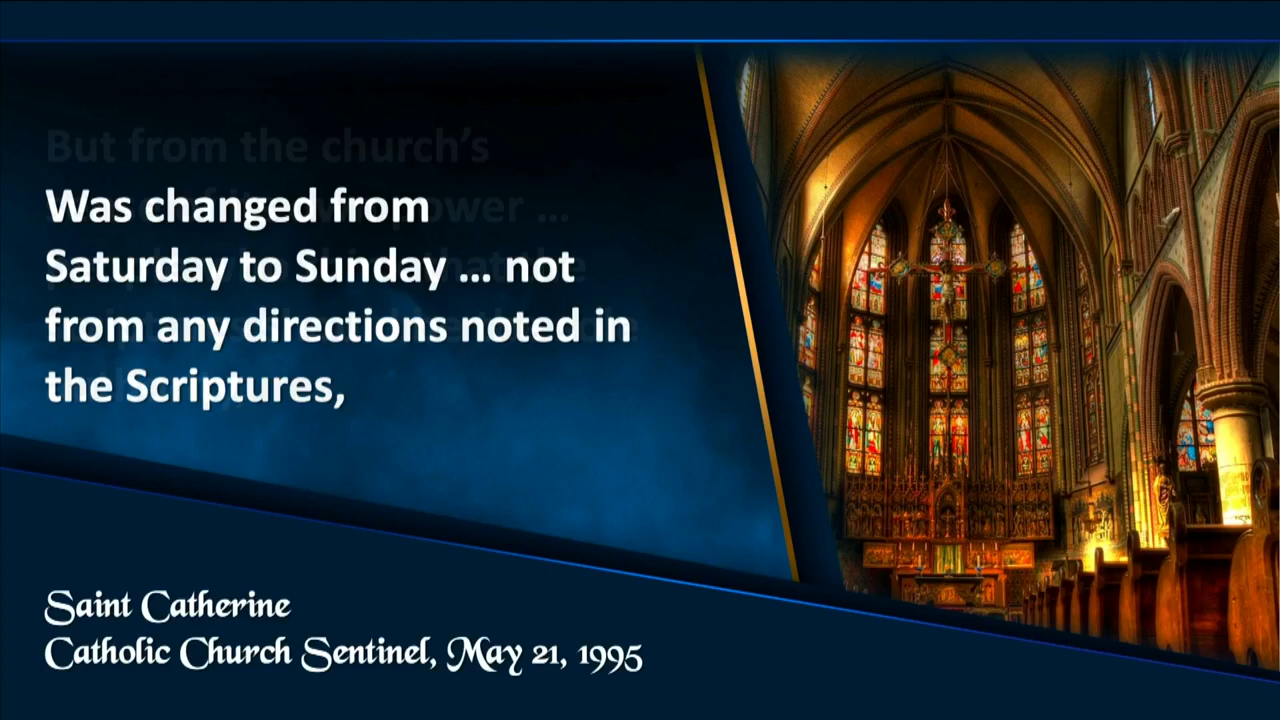 But from the church's
Was changed from
Saturday to Sunday ... not
from any directions noted in
the Scriptures,
Saint Catherine
Catholic Church Sentinel, May 21, 1995